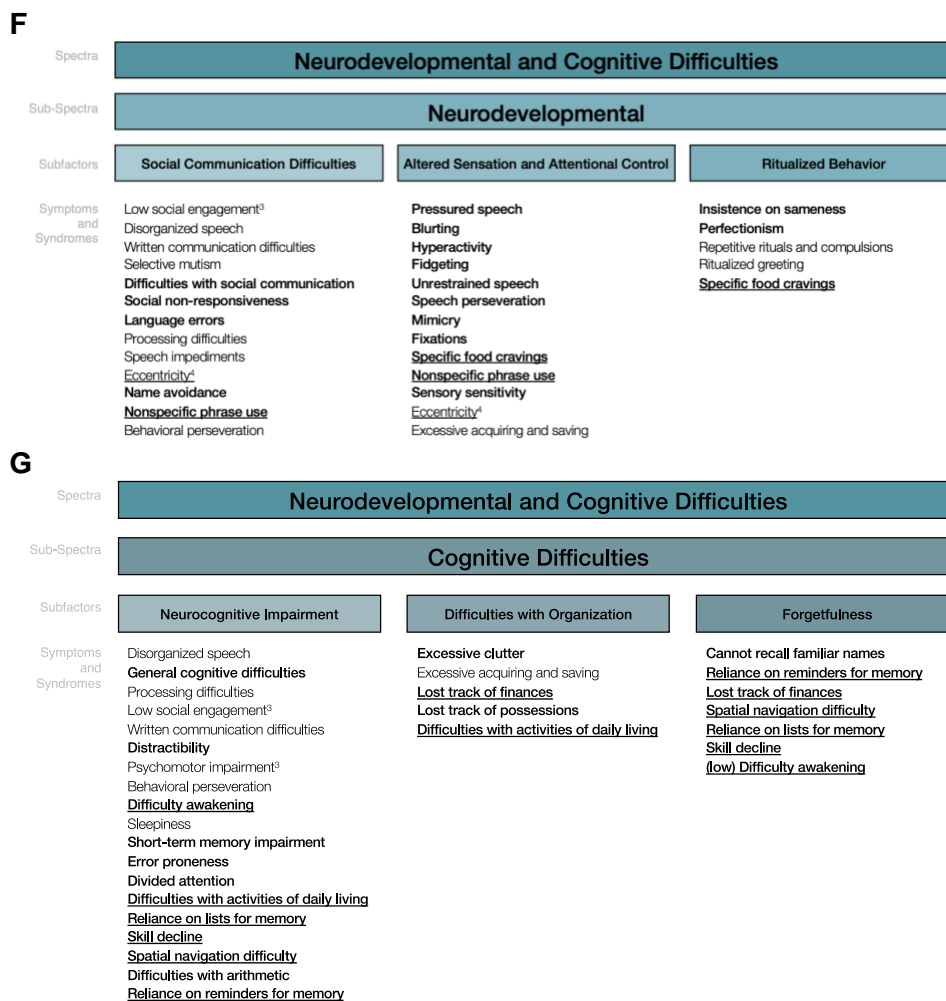 F
Spectra
Neurodevelopmental and Cognitive Difficulties
Sub-Spectra
Neurodevelopmental
Subfactors
Social Communication Difficulties
Altered Sensation and Attentional Control
Ritualized Behavior
Symptoms
and
Syndromes
Low social engagement³
Disorganized speech
Written communication difficulties
Selective mutism
Difficulties with social communication
Social non-responsiveness
Language errors
Processing difficulties
Speech impediments
Eccentricity⁴
Name avoidance
Nonspecific phrase use
Behavioral perseveration
Pressured speech
Blurting
Hyperactivity
Fidgeting
Unrestrained speech
Speech perseveration
Mimicry
Fixations
Specific food cravings
Nonspecific phrase use
Sensory sensitivity
Eccentricity⁴
Excessive acquiring and saving
Insistence on sameness
Perfectionism
Repetitive rituals and compulsions
Ritualized greeting
Specific food cravings
G
Spectra
Neurodevelopmental and Cognitive Difficulties
Sub-Spectra
Cognitive Difficulties
Subfactors
Neurocognitive Impairment
Difficulties with Organization
Forgetfulness
Symptoms
and
Syndromes
Disorganized speech
General cognitive difficulties
Processing difficulties
Low social engagement³
Written communication difficulties
Distractibility
Psychomotor impairment³
Behavioral perseveration
Difficulty awakening
Sleepiness
Short-term memory impairment
Error proneness
Divided attention
Difficulties with activities of daily living
Reliance on lists for memory
Skill decline
Spatial navigation difficulty
Difficulties with arithmetic
Reliance on reminders for memory
Excessive clutter
Excessive acquiring and saving
Lost track of finances
Lost track of possessions
Difficulties with activities of daily living
Cannot recall familiar names
Reliance on reminders for memory
Lost track of finances
Spatial navigation difficulty
Reliance on lists for memory
Skill decline
(low) Difficulty awakening